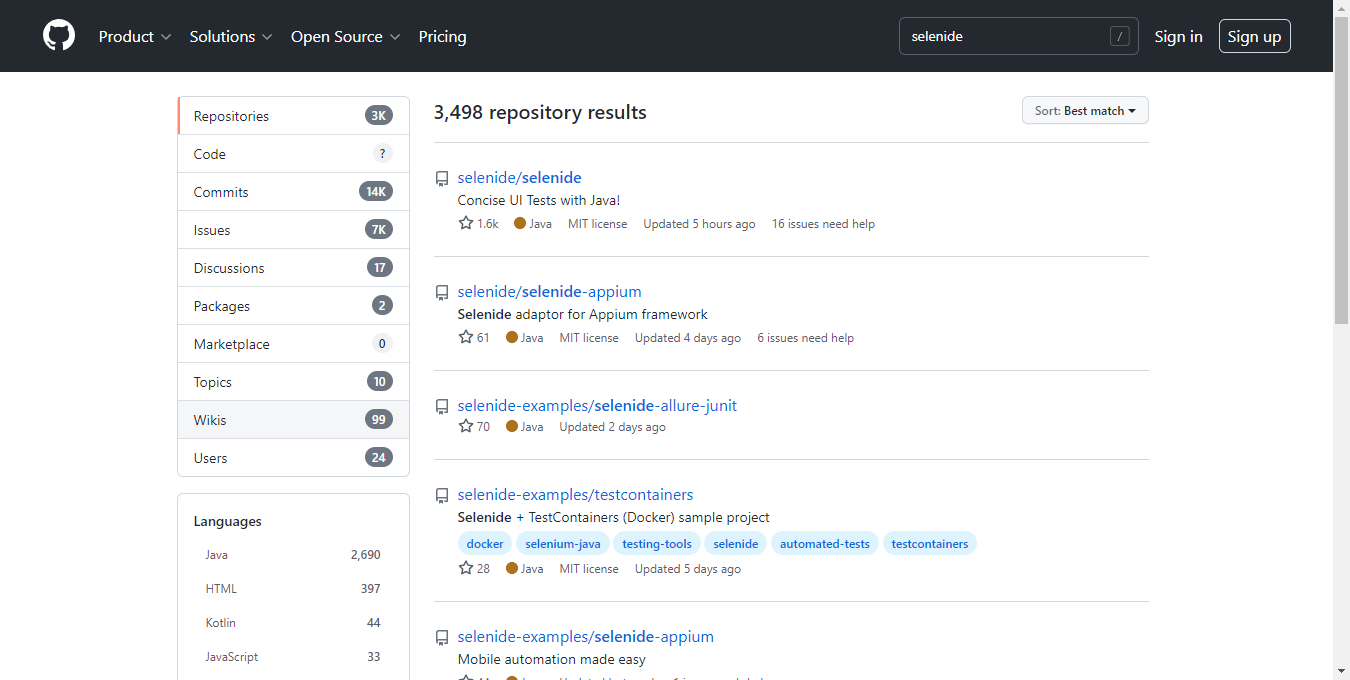 Product Solutions Open Source Pricing selenide / Sign in Sign up
Repositories 3K
Code ?
Commits 14K
Issues 7K
Discussions 17
Packages 2
Marketplace 0
Topics 10
Wikis 99
Users 24
Languages
Java 2,690
HTML 397
Kotlin 44
JavaScript 33
3,498 repository results
Sort: Best match
selenide/selenide
Concise UI Tests with Java!
1.6k Java MIT license Updated 5 hours ago 16 issues need help
selenide/selenide-appium
Selenide adaptor for Appium framework
61 Java MIT license Updated 4 days ago 6 issues need help
selenide-examples/selenide-allure-junit
70 Java Updated 2 days ago
selenide-examples/testcontainers
Selenide + TestContainers (Docker) sample project
docker selenium-java testing-tools selenide automated-tests testcontainers
28 Java MIT license Updated 5 days ago
selenide-examples/selenide-appium
Mobile automation made easy